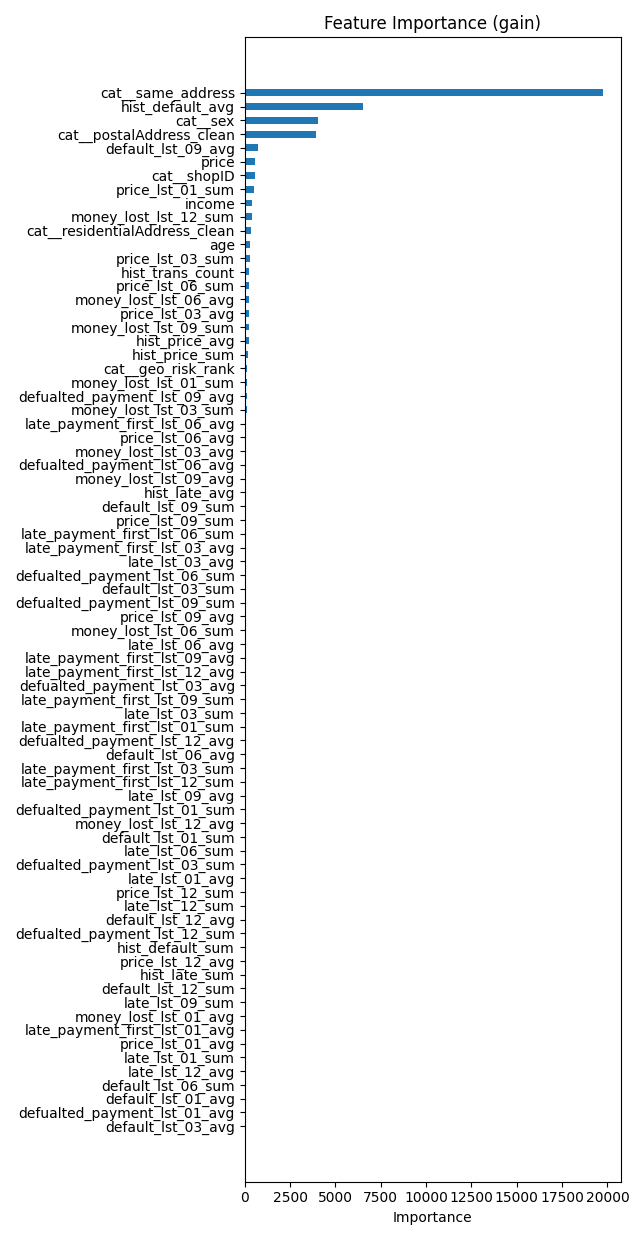 Feature Importance (gain)
cat__same_address
hist_default_avg
cat__sex
cat__postalAddress_clean
default_lst_09_avg
price
cat__shopID
price_lst_01_sum
income
money_lost_lst_12_sum
cat__residentialAddress_clean
age
price_lst_03_sum
hist_trans_count
price_lst_06_sum
money_lost_lst_06_avg
price_lst_03_avg
money_lost_lst_09_sum
hist_price_avg
hist_price_sum
cat__geo_risk_rank
money_lost_lst_01_sum
defualted_payment_lst_09_avg
money_lost_lst_03_sum
late_payment_first_lst_06_avg
price_lst_06_avg
money_lost_lst_03_avg
defualted_payment_lst_06_avg
money_lost_lst_09_avg
hist_late_avg
default_lst_09_sum
price_lst_09_sum
late_payment_first_lst_06_sum
late_payment_first_lst_03_avg
late_lst_03_avg
defualted_payment_lst_06_sum
default_lst_03_sum
defualted_payment_lst_09_sum
price_lst_09_avg
money_lost_lst_06_sum
late_lst_06_avg
late_payment_first_lst_09_avg
late_payment_first_lst_12_avg
defualted_payment_lst_03_avg
late_payment_first_lst_09_sum
late_lst_03_sum
late_payment_first_lst_01_sum
defualted_payment_lst_12_avg
default_lst_06_avg
late_payment_first_lst_03_sum
late_payment_first_lst_12_sum
late_lst_09_avg
defualted_payment_lst_01_sum
money_lost_lst_12_avg
default_lst_01_sum
late_lst_06_sum
defualted_payment_lst_03_sum
late_lst_01_avg
price_lst_12_sum
late_lst_12_sum
default_lst_12_avg
defualted_payment_lst_12_sum
hist_default_sum
price_lst_12_avg
hist_late_sum
default_lst_12_sum
late_lst_09_sum
money_lost_lst_01_avg
late_payment_first_lst_01_avg
price_lst_01_avg
late_lst_01_sum
late_lst_12_avg
default_lst_06_sum
default_lst_01_avg
defualted_payment_lst_01_avg
default_lst_03_avg
0 2500 5000 7500 10000 12500 15000 17500 20000
Importance